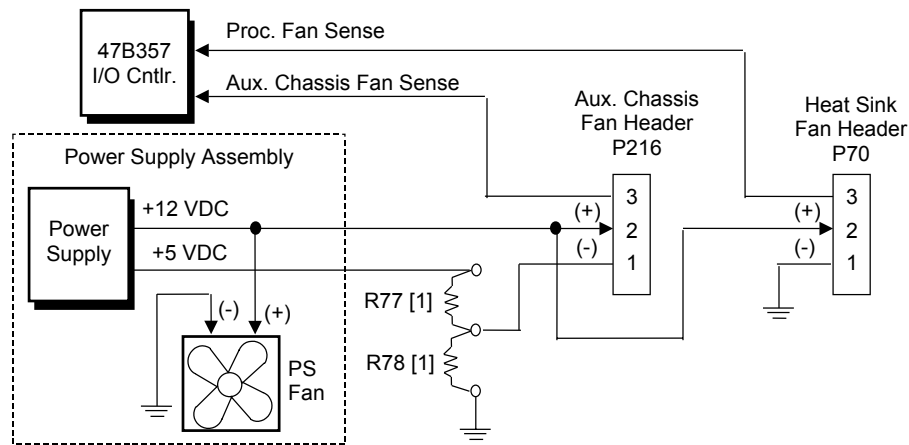 Proc. Fan Sense
47B357
I/O Cntlr.
Aux. Chassis Fan Sense
Aux. Chassis
Fan Header
P216
Heat Sink
Fan Header
P70
Power Supply Assembly
Power
Supply
+12 VDC
+5 VDC
(-)
(+)
PS
Fan
R77 [1]
R78 [1]
3
(+)
2
(-)
1
3
(+)
2
(-)
1